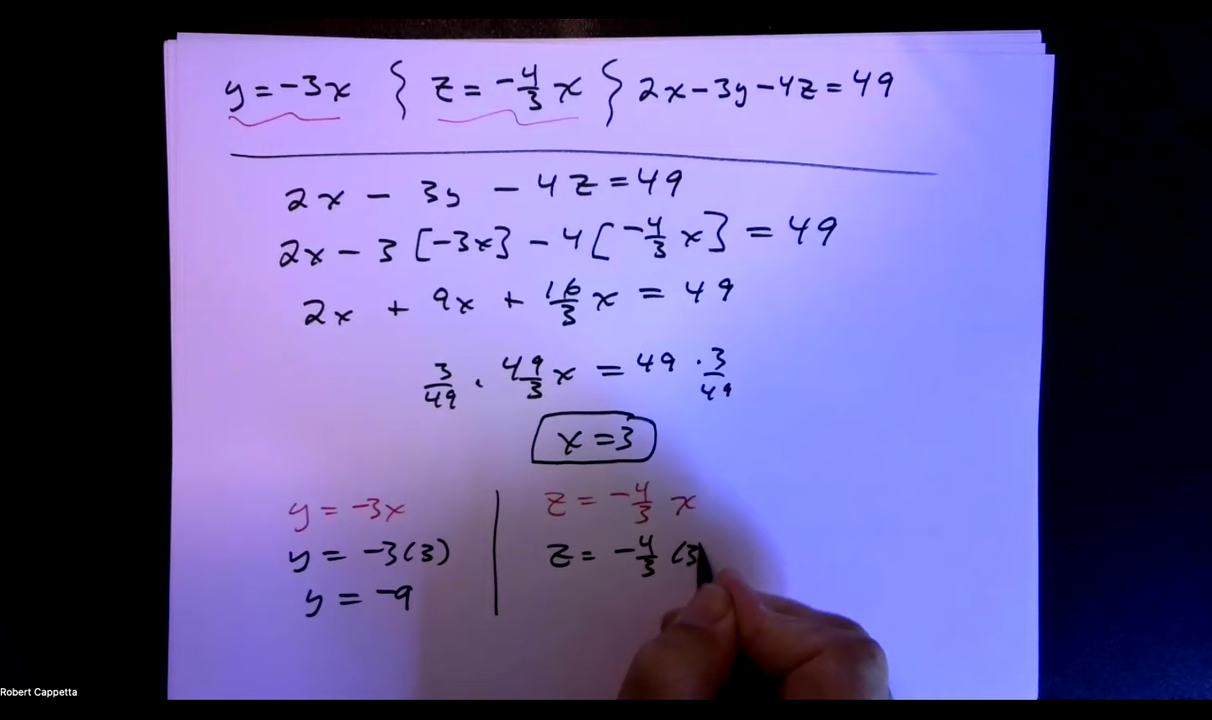 y = -3x { z = -4/3 x } 2x - 3y - 4z = 49
2x - 3y - 4z = 49
2x - 3 [-3x] - 4 [-4/3 x] = 49
2x + 9x + 16/3 x = 49
3/49 · 49/3 x = 49 · 3/49
x = 3
y = -3x
y = -3(3)
y = -9
z = -4/3 x
z = -4/3 (3
Robert Cappetta